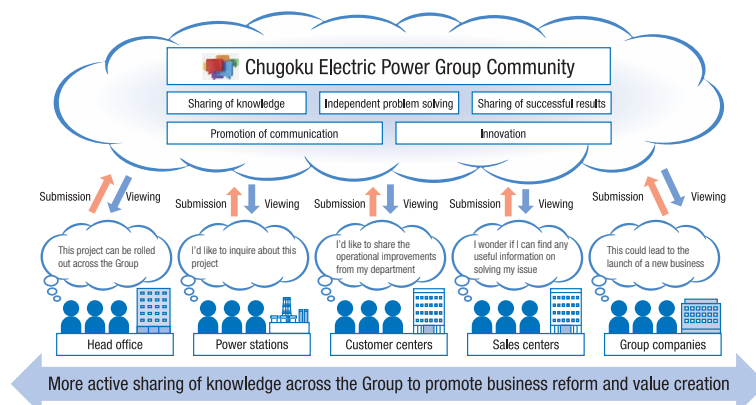 Chugoku Electric Power Group Community
Sharing of knowledge
Independent problem solving
Sharing of successful results
Promotion of communication
Innovation
Submission
Viewing
Submission
Viewing
Submission
Viewing
Submission
Viewing
Submission
Viewing
This project can be rolled
out across the Group
I'd like to inquire about this
project
I'd like to share the
operational improvements
from my department
I wonder if I can find any
useful information on
solving my issue
This could lead to the
launch of a new business
Head office
Power stations
Customer centers
Sales centers
Group companies
More active sharing of knowledge across the Group to promote business reform and value creation